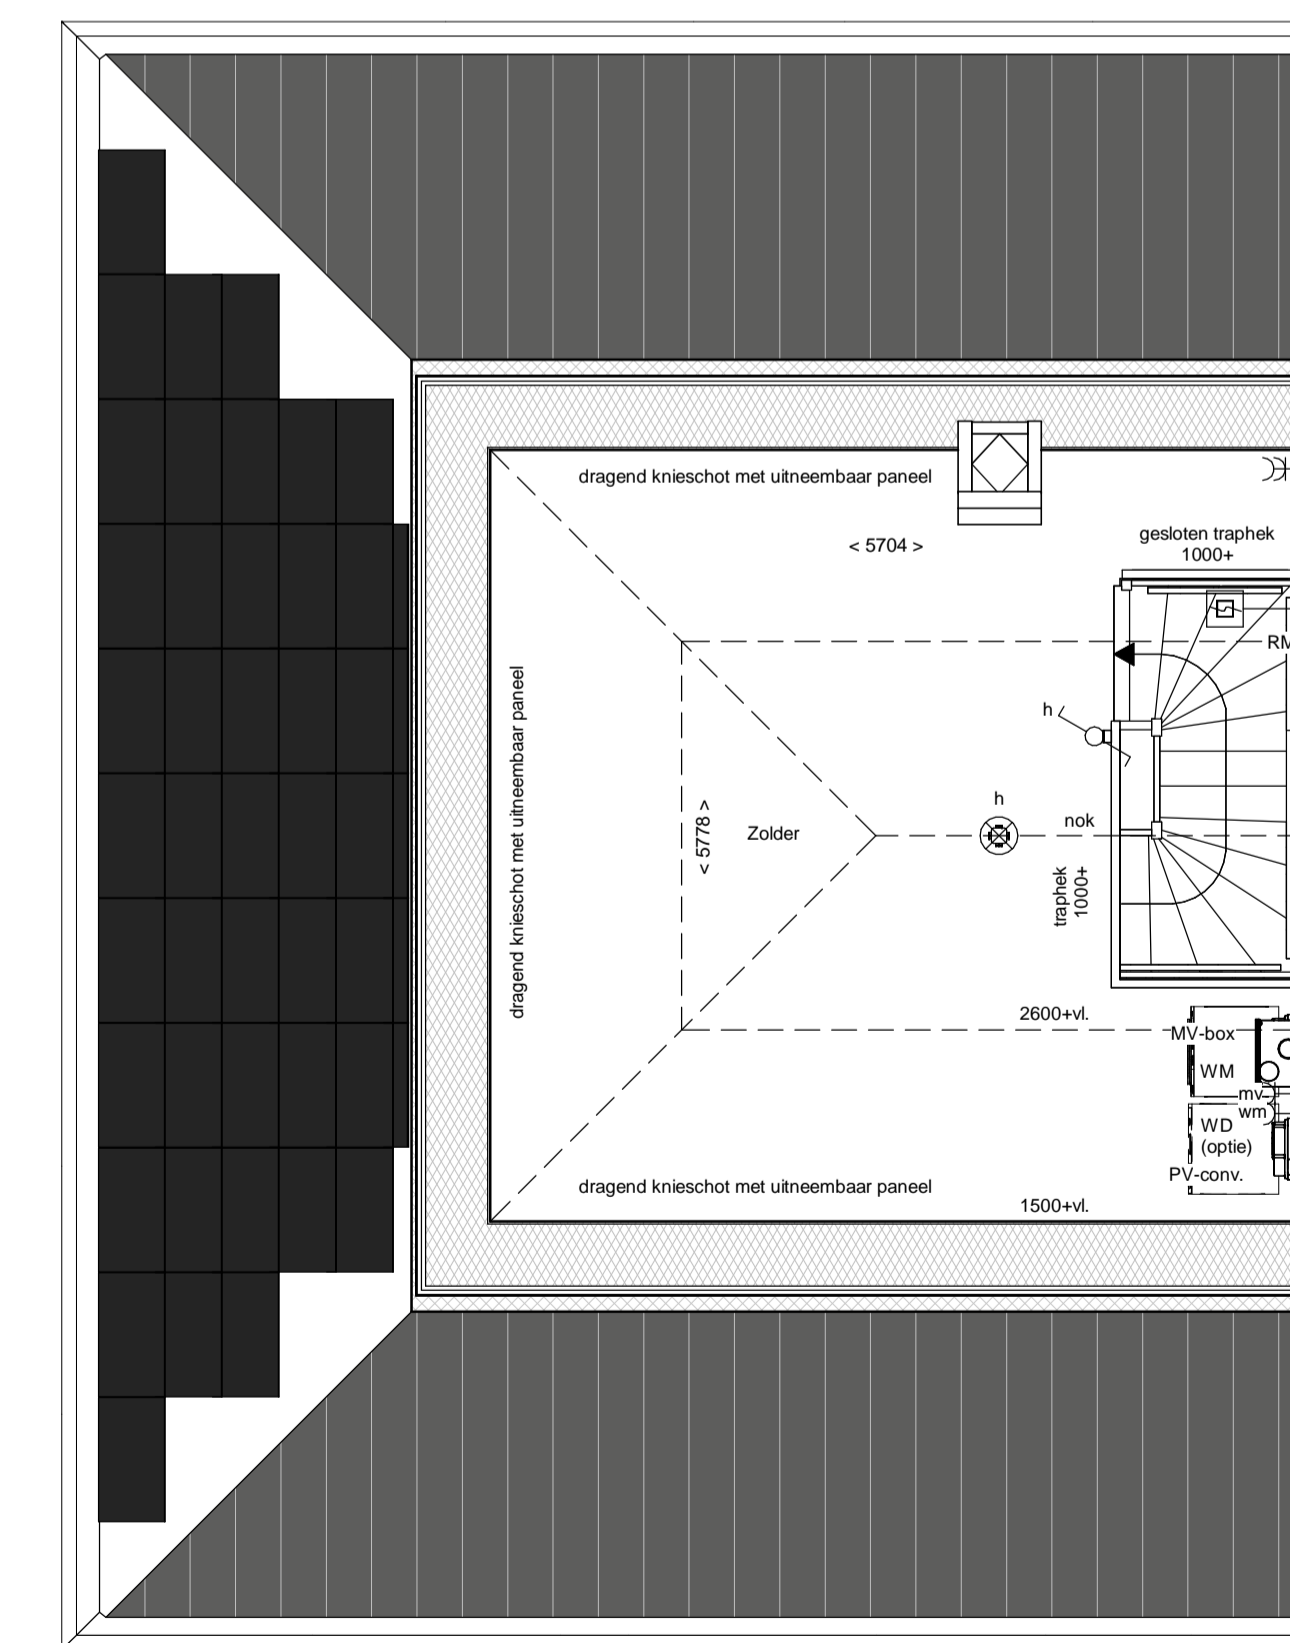 dragend knieschot met uitneembaar paneel
< 5704 >
gesloten traphek
1000+
RM
dragend knieschot met uitneembaar paneel
h
< 5778 >
Zolder
h
nok
traphek
1000+
2600+vl.
MV-box
WM
mv
wm
WD
(optie)
PV-conv.
dragend knieschot met uitneembaar paneel
1500+vl.